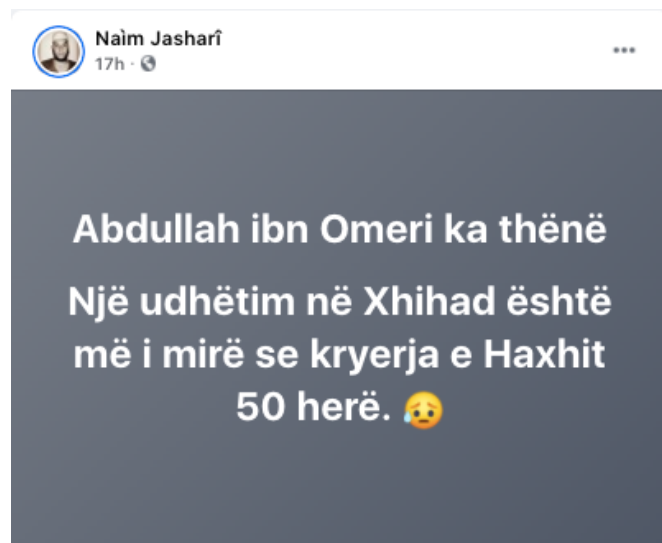 Naìm Jasharî
17h ·
Abdullah ibn Omeri ka thënë
Një udhëtim në Xhihad është
më i mirë se kryerja e Haxhit
50 herë. 😥